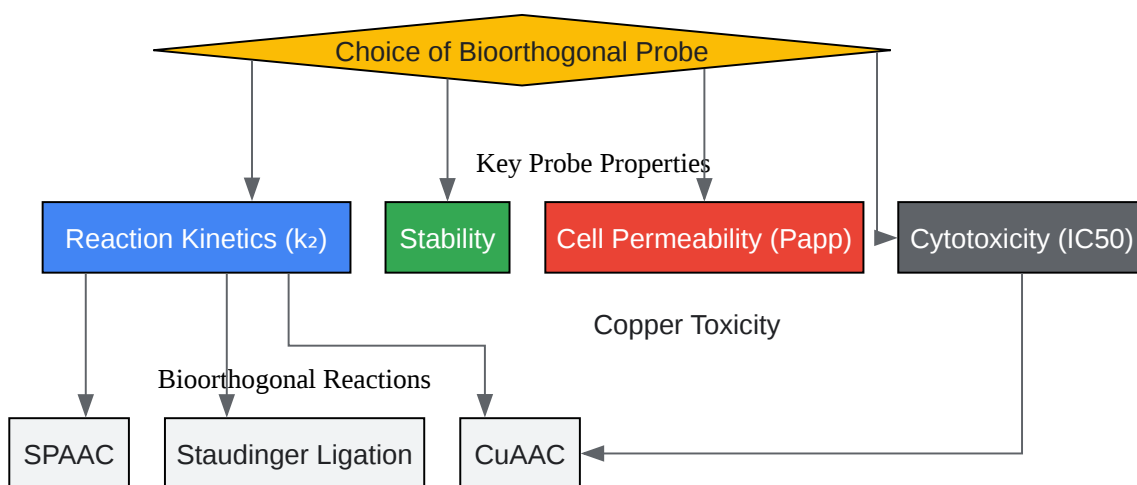 Choice of Bioorthogonal Probe
Key Probe Properties
Reaction Kinetics (k₂)
Stability
Cell Permeability (Papp)
Cytotoxicity (IC50)
Copper Toxicity
Bioorthogonal Reactions
SPAAC
Staudinger Ligation
CuAAC